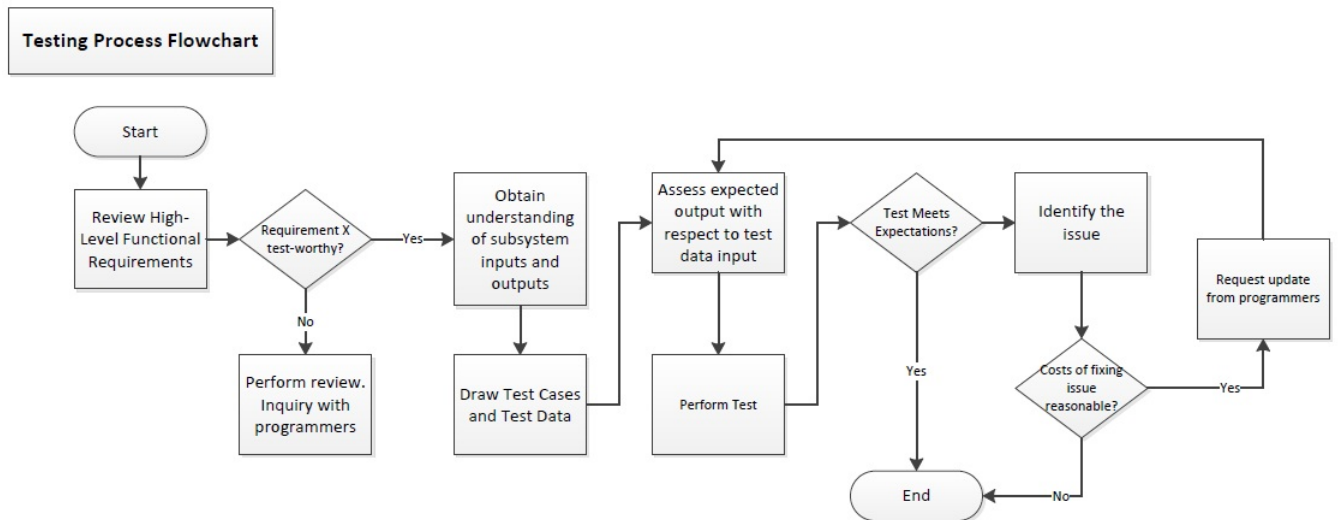 Testing Process Flowchart
Start
Review High-
Level Functional
Requirements
Requirement X
test-worthy?
Yes
No
Perform review.
Inquiry with
programmers
Obtain
understanding
of subsystem
inputs and
outputs
Draw Test Cases
and Test Data
Assess expected
output with
respect to test
data input
Perform Test
Test Meets
Expectations?
Yes
Identify the
issue
Costs of fixing
issue
reasonable?
Yes
No
Request update
from programmers
End